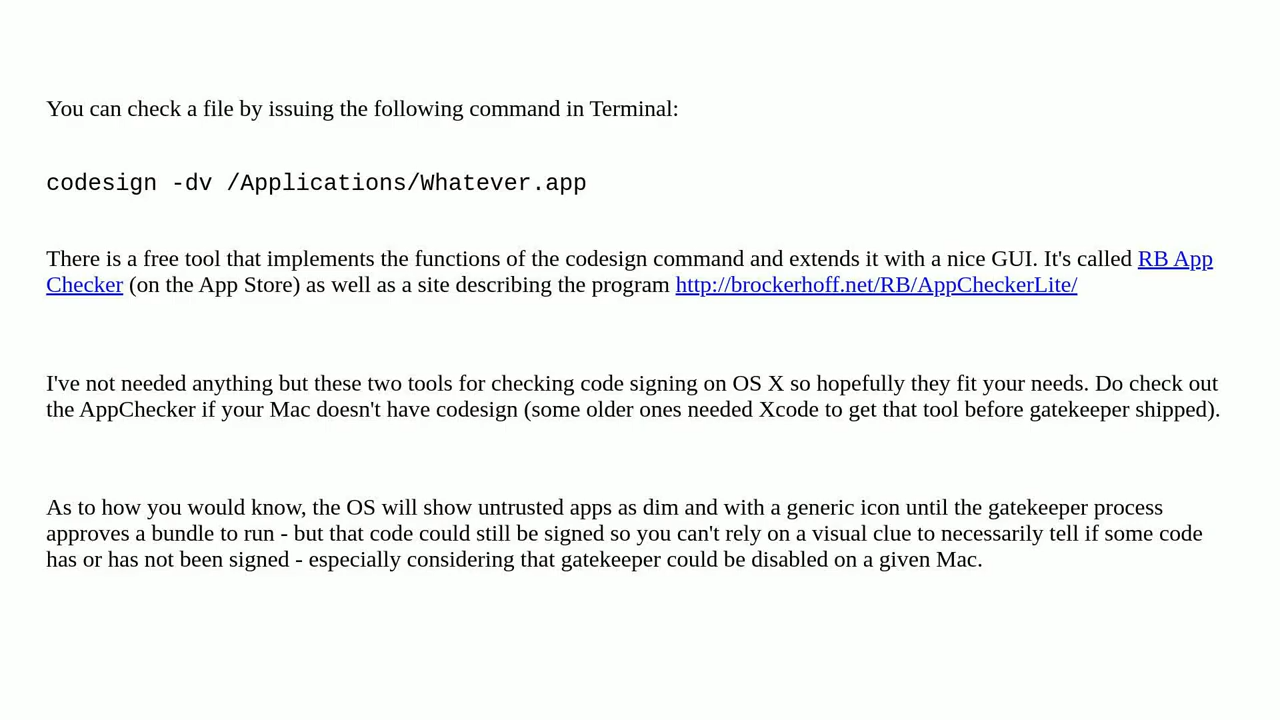 You can check a file by issuing the following command in Terminal:
codesign -dv /Applications/Whatever.app
There is a free tool that implements the functions of the codesign command and extends it with a nice GUI. It's called RB App
Checker (on the App Store) as well as a site describing the program http://brockerhoff.net/RB/AppCheckerLite/
I've not needed anything but these two tools for checking code signing on OS X so hopefully they fit your needs. Do check out
the AppChecker if your Mac doesn't have codesign (some older ones needed Xcode to get that tool before gatekeeper shipped).
As to how you would know, the OS will show untrusted apps as dim and with a generic icon until the gatekeeper process
approves a bundle to run - but that code could still be signed so you can't rely on a visual clue to necessarily tell if some code
has or has not been signed - especially considering that gatekeeper could be disabled on a given Mac.